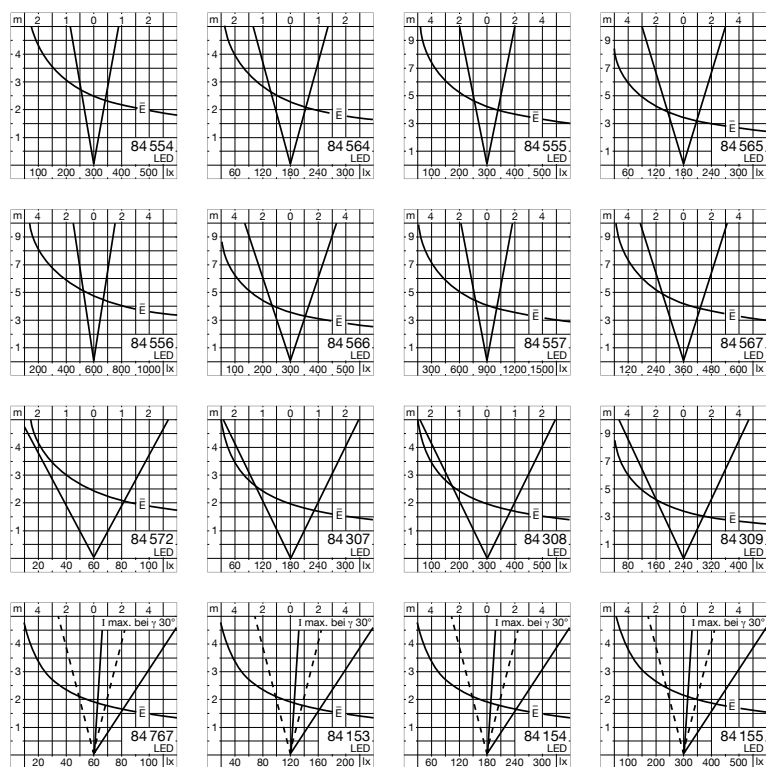 m 2 1 0 1 2
4
3
2
Ē
1
84 554
LED
100 200 300 400 500 lx
m 2 1 0 1 2
4
3
2
Ē
1
84 564
LED
60 120 180 240 300 lx
m 4 2 0 2 4
9
7
5
3
Ē
1
84 555
LED
100 200 300 400 500 lx
m 4 2 0 2 4
9
7
5
3
Ē
1
84 565
LED
60 120 180 240 300 lx
m 4 2 0 2 4
9
7
5
3
Ē
1
84 556
LED
200 400 600 800 1000 lx
m 4 2 0 2 4
9
7
5
3
Ē
1
84 566
LED
100 200 300 400 500 lx
m 4 2 0 2 4
9
7
5
3
Ē
1
84 557
LED
300 600 900 1200 1500 lx
m 4 2 0 2 4
9
7
5
3
Ē
1
84 567
LED
120 240 360 480 600 lx
m 2 1 0 1 2
4
3
2
Ē
1
84 572
LED
20 40 60 80 100 lx
m 2 1 0 1 2
4
3
2
Ē
1
84 307
LED
60 120 180 240 300 lx
m 2 1 0 1 2
4
3
2
Ē
1
84 308
LED
100 200 300 400 500 lx
m 4 2 0 2 4
9
7
5
3
Ē
1
84 309
LED
80 160 240 320 400 lx
m 4 2 0 2 4
I max. bei γ 30°
4
3
2
Ē
1
84 767
LED
20 40 60 80 100 lx
m 4 2 0 2 4
I max. bei γ 30°
4
3
2
Ē
1
84 153
LED
40 80 120 160 200 lx
m 4 2 0 2 4
I max. bei γ 30°
4
3
2
Ē
1
84 154
LED
60 120 180 240 300 lx
m 4 2 0 2 4
I max. bei γ 30°
4
3
2
Ē
1
84 155
LED
100 200 300 400 500 lx